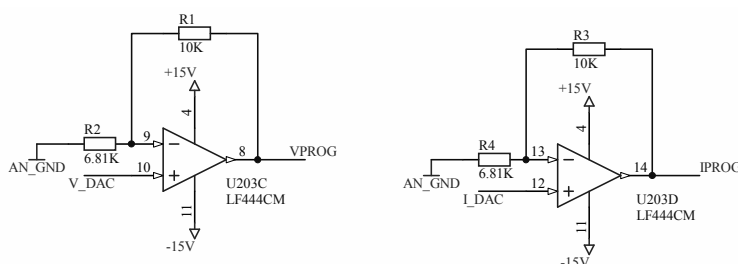 R1
10K
+15V
4
R2
9
8
VPROG
AN_GND
6.81K
10
V_DAC
U203C
LF444CM
11
-15V
R3
10K
+15V
4
R4
13
14
IPROG
AN_GND
6.81K
12
I_DAC
U203D
LF444CM
11
-15V